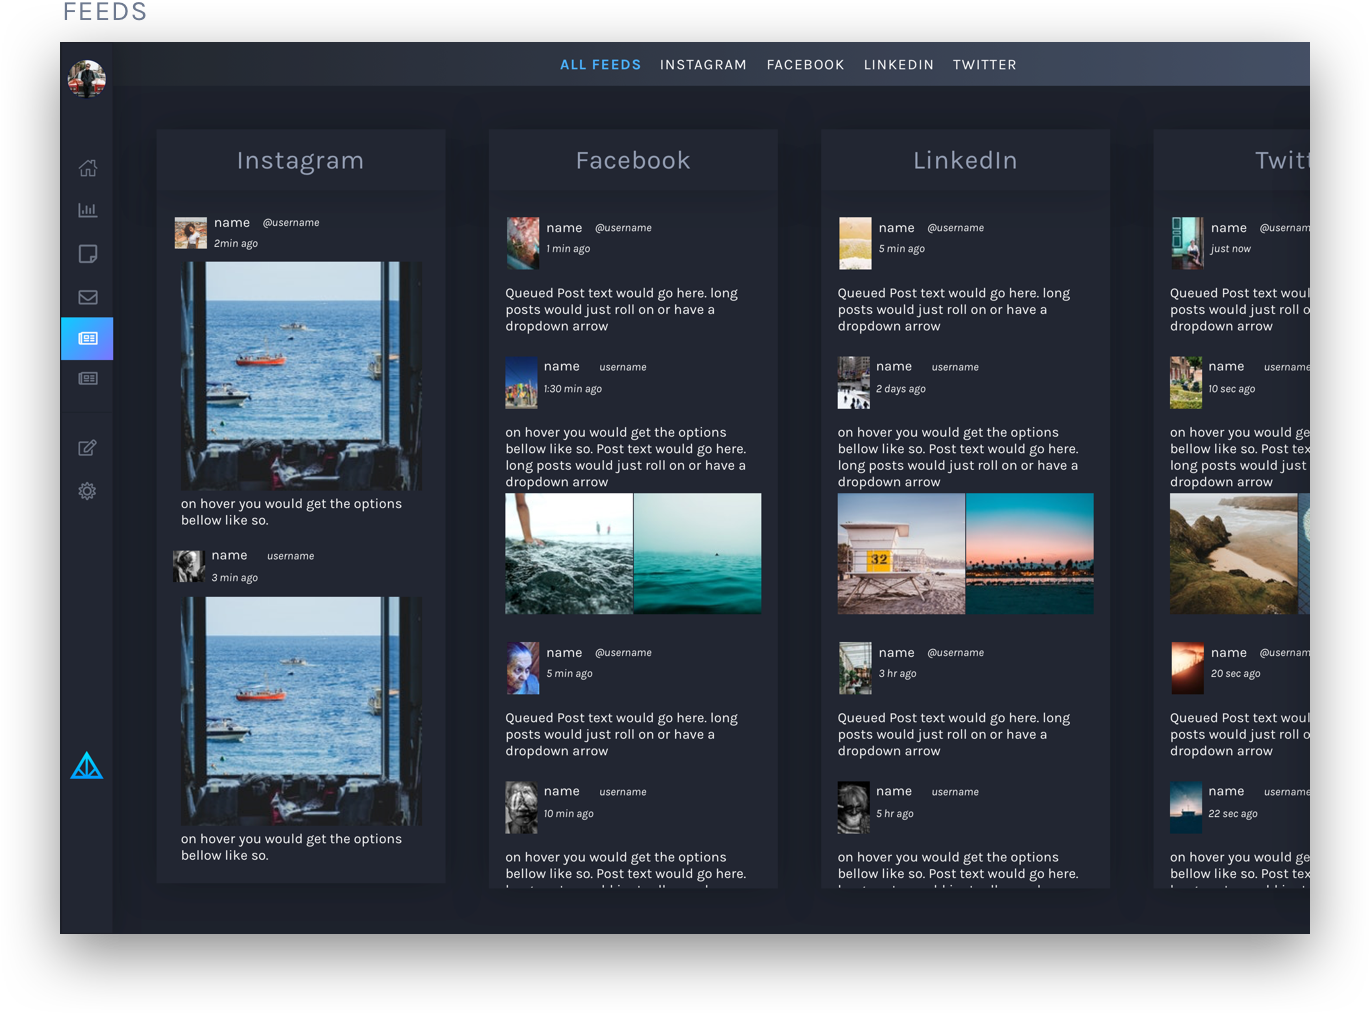 FEEDS
ALL FEEDS INSTAGRAM FACEBOOK LINKEDIN TWITTER
Instagram
name @username
2min ago
on hover you would get the options
bellow like so.
name username
3 min ago
on hover you would get the options
bellow like so.
Facebook
name @username
1 min ago
Queued Post text would go here. long
posts would just roll on or have a
dropdown arrow
name username
1:30 min ago
on hover you would get the options
bellow like so. Post text would go here.
long posts would just roll on or have a
dropdown arrow
name @username
5 min ago
Queued Post text would go here. long
posts would just roll on or have a
dropdown arrow
name username
10 min ago
on hover you would get the options
bellow like so. Post text would go here.
LinkedIn
name @username
5 min ago
Queued Post text would go here. long
posts would just roll on or have a
dropdown arrow
name username
2 days ago
on hover you would get the options
bellow like so. Post text would go here.
long posts would just roll on or have a
dropdown arrow
32
name @username
3 hr ago
Queued Post text would go here. long
posts would just roll on or have a
dropdown arrow
name username
5 hr ago
on hover you would get the options
bellow like so. Post text would go here.
Twitt
name @usernam
just now
Queued Post text woul
posts would just roll o
dropdown arrow
name username
10 sec ago
on hover you would ge
bellow like so. Post tex
long posts would just
dropdown arrow
name @usernam
20 sec ago
Queued Post text woul
posts would just roll o
dropdown arrow
name username
22 sec ago
on hover you would ge
bellow like so. Post tex